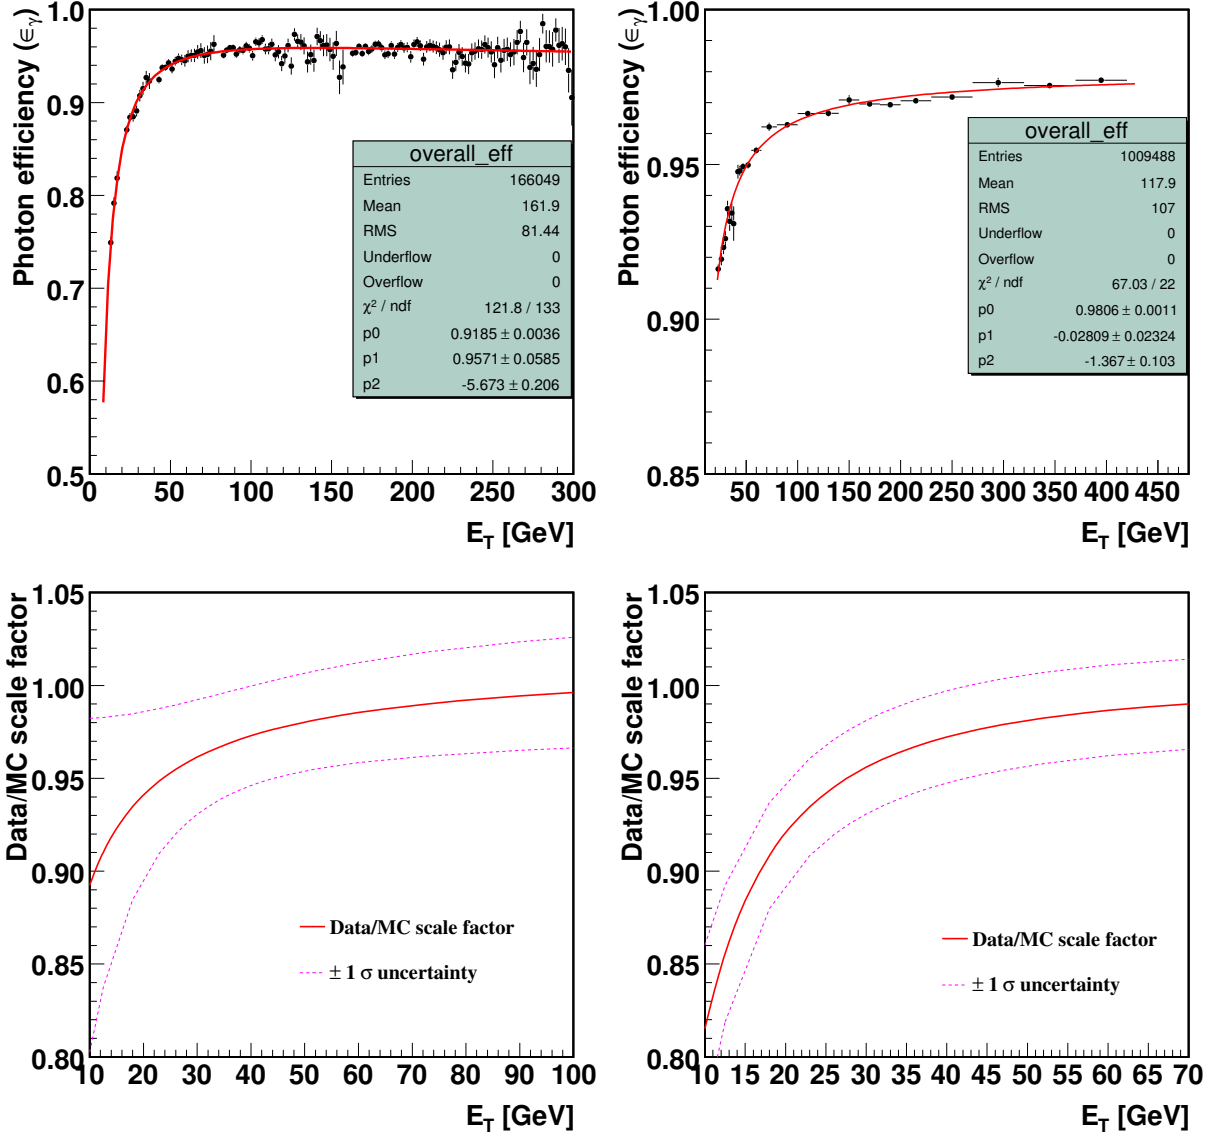 Photon efficiency (ϵγ)
1.0
0.9
0.8
0.7
0.6
0.5
0 50 100 150 200 250 300
E_T [GeV]
overall_eff
Entries 166049
Mean 161.9
RMS 81.44
Underflow 0
Overflow 0
χ² / ndf 121.8 / 133
p0 0.9185 ± 0.0036
p1 0.9571 ± 0.0585
p2 -5.673 ± 0.206
Photon efficiency (ϵγ)
1.00
0.95
0.90
0.85
50 100 150 200 250 300 350 400 450
E_T [GeV]
overall_eff
Entries 1009488
Mean 117.9
RMS 107
Underflow 0
Overflow 0
χ² / ndf 67.03 / 22
p0 0.9806 ± 0.0011
p1 -0.02809 ± 0.02324
p2 -1.367 ± 0.103
Data/MC scale factor
1.05
1.00
0.95
0.90
0.85
0.80
10 20 30 40 50 60 70 80 90 100
E_T [GeV]
Data/MC scale factor
± 1 σ uncertainty
Data/MC scale factor
1.05
1.00
0.95
0.90
0.85
0.80
10 15 20 25 30 35 40 45 50 55 60 65 70
E_T [GeV]
Data/MC scale factor
± 1 σ uncertainty